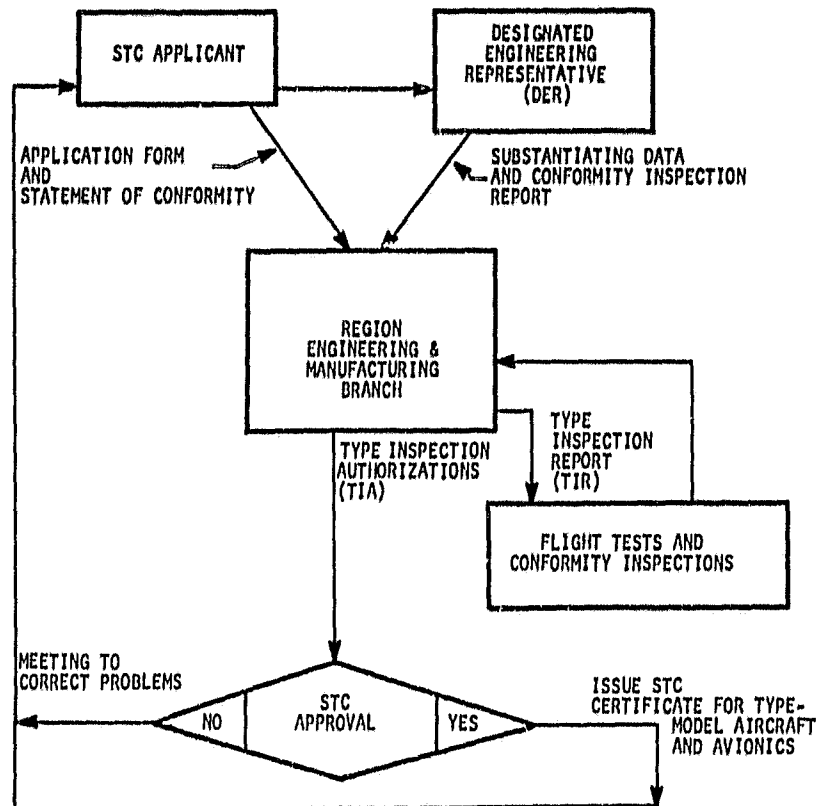 STC APPLICANT
DESIGNATED
ENGINEERING
REPRESENTATIVE
(DER)
APPLICATION FORM
AND
STATEMENT OF CONFORMITY
SUBSTANTIATING DATA
AND CONFORMITY INSPECTION
REPORT
REGION
ENGINEERING &
MANUFACTURING
BRANCH
TYPE INSPECTION
AUTHORIZATIONS
(TIA)
TYPE
INSPECTION
REPORT
(TIR)
FLIGHT TESTS AND
CONFORMITY INSPECTIONS
MEETING TO
CORRECT PROBLEMS
NO
STC
APPROVAL
YES
ISSUE STC
CERTIFICATE FOR TYPE-
MODEL AIRCRAFT
AND AVIONICS